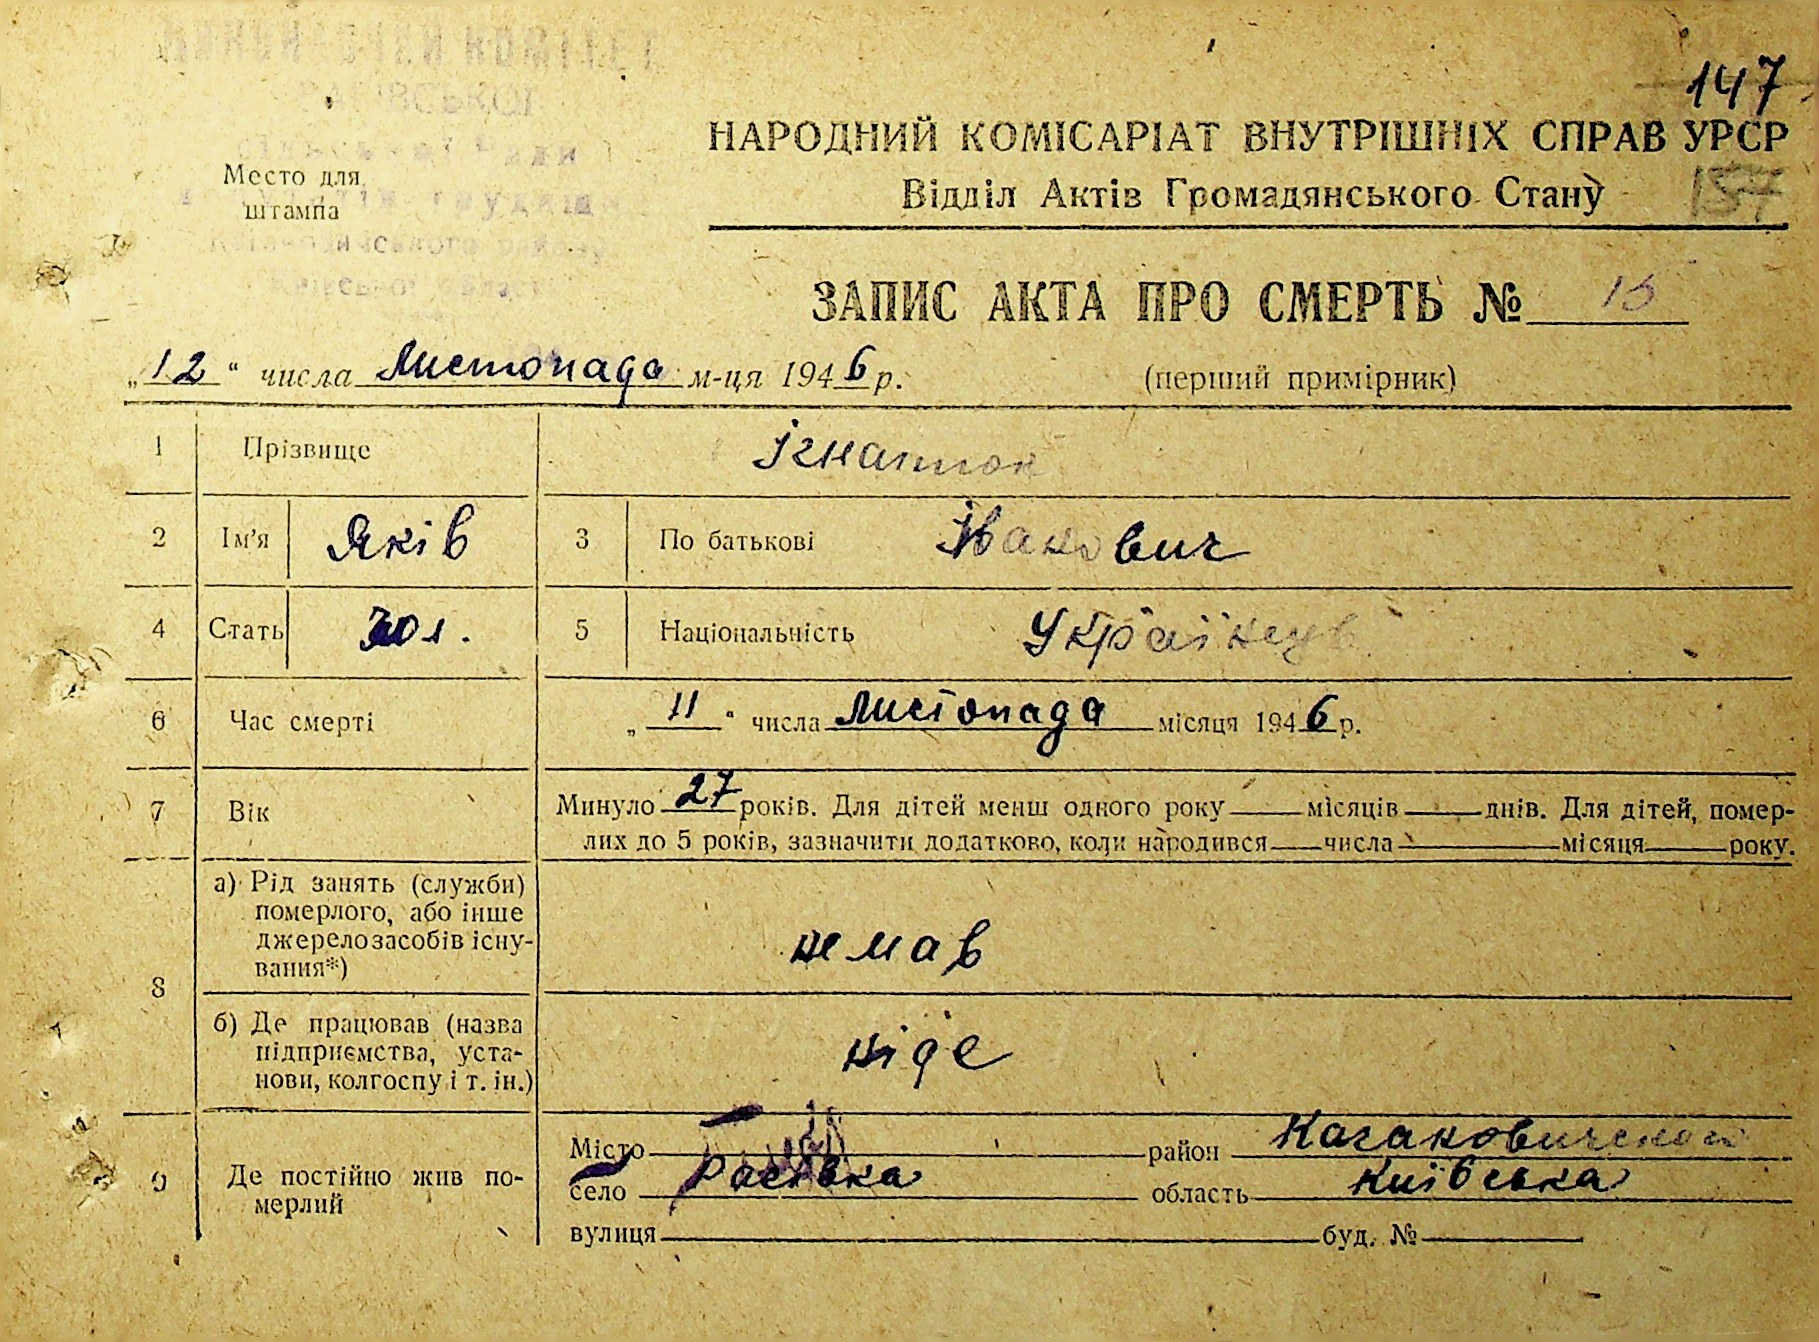 147
НАРОДНИЙ КОМІСАРІАТ ВНУТРІШНІХ СПРАВ УРСР
Место для штампа
Відділ Актів Громадянського Стану
157
ЗАПИС АКТА ПРО СМЕРТЬ № 15
„12“ числа Листопада м-ця 1946 р. (перший примірник)
1 Прізвище Ігнаток
2 Ім’я Яків 3 По батькові Іванович
4 Стать чол. 5 Національність
6 Час смерті „11“ числа Листопада місяця 1946 р.
7 Вік Минуло 27 років. Для дітей менш одного року місяців днів. Для дітей, помер-
лих до 5 років, зазначити додатково, коли народився числа місяця року.
8 а) Рід занять (служби)
померлого, або інше
джерело засобів існу-
вання*) немав
б) Де працював (назва
підприємства, уста-
нови, колгоспу і т. ін.) ніде
9 Де постійно жив по-
мерлий
Місто район
село область Київська
вулиця буд. №